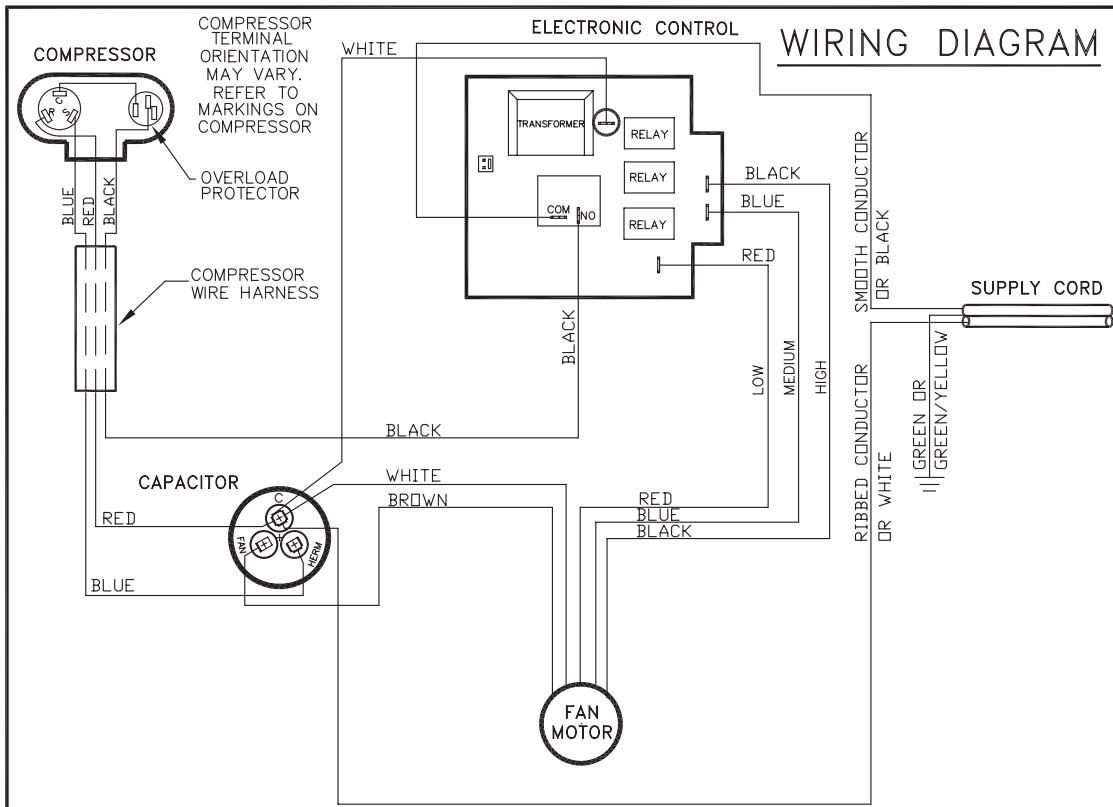 WIRING DIAGRAM
COMPRESSOR
COMPRESSOR
TERMINAL
ORIENTATION
MAY VARY.
REFER TO
MARKINGS ON
COMPRESSOR
C
R
S
OVERLOAD
PROTECTOR
BLUE
RED
BLACK
COMPRESSOR
WIRE HARNESS
WHITE
ELECTRONIC CONTROL
TRANSFORMER
RELAY
RELAY
RELAY
COM
NO
BLACK
BLUE
RED
BLACK
LOW
MEDIUM
HIGH
SMOOTH CONDUCTOR
OR BLACK
SUPPLY CORD
GREEN OR
GREEN/YELLOW
RIBBED CONDUCTOR
OR WHITE
BLACK
CAPACITOR
C
FAN
HERM
WHITE
BROWN
RED
BLUE
BLACK
RED
BLUE
FAN
MOTOR